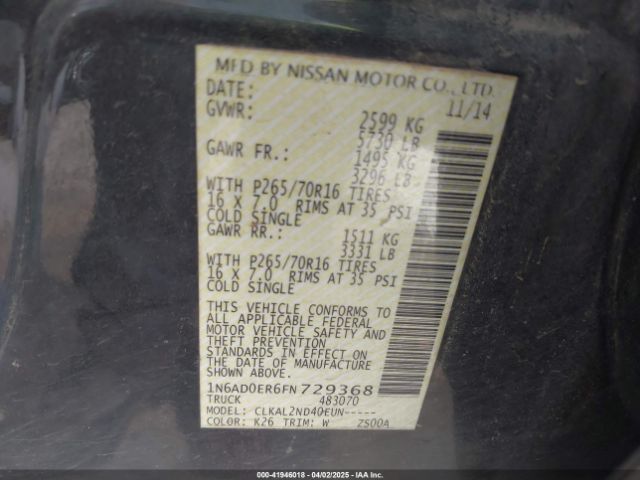 MFD BY NISSAN MOTOR CO., LTD.
DATE: 11/14
GVWR: 2599 KG
5730 LB
GAWR FR.: 1495 KG
3296 LB
WITH P265/70R16 TIRES
16 X 7.0 RIMS AT 35 PSI
COLD SINGLE
GAWR RR.: 1511 KG
3331 LB
WITH P265/70R16 TIRES
16 X 7.0 RIMS AT 35 PSI
COLD SINGLE
THIS VEHICLE CONFORMS TO
ALL APPLICABLE FEDERAL
MOTOR VEHICLE SAFETY AND
THEFT PREVENTION
STANDARDS IN EFFECT ON
THE DATE OF MANUFACTURE
SHOWN ABOVE.
1N6AD0ER6FN729368
TRUCK 483070
MODEL: CLKAL2ND40EUN-----
COLOR: K26 TRIM: W ZS00A
000-41946018 - 04/02/2025 - IAAI.COM